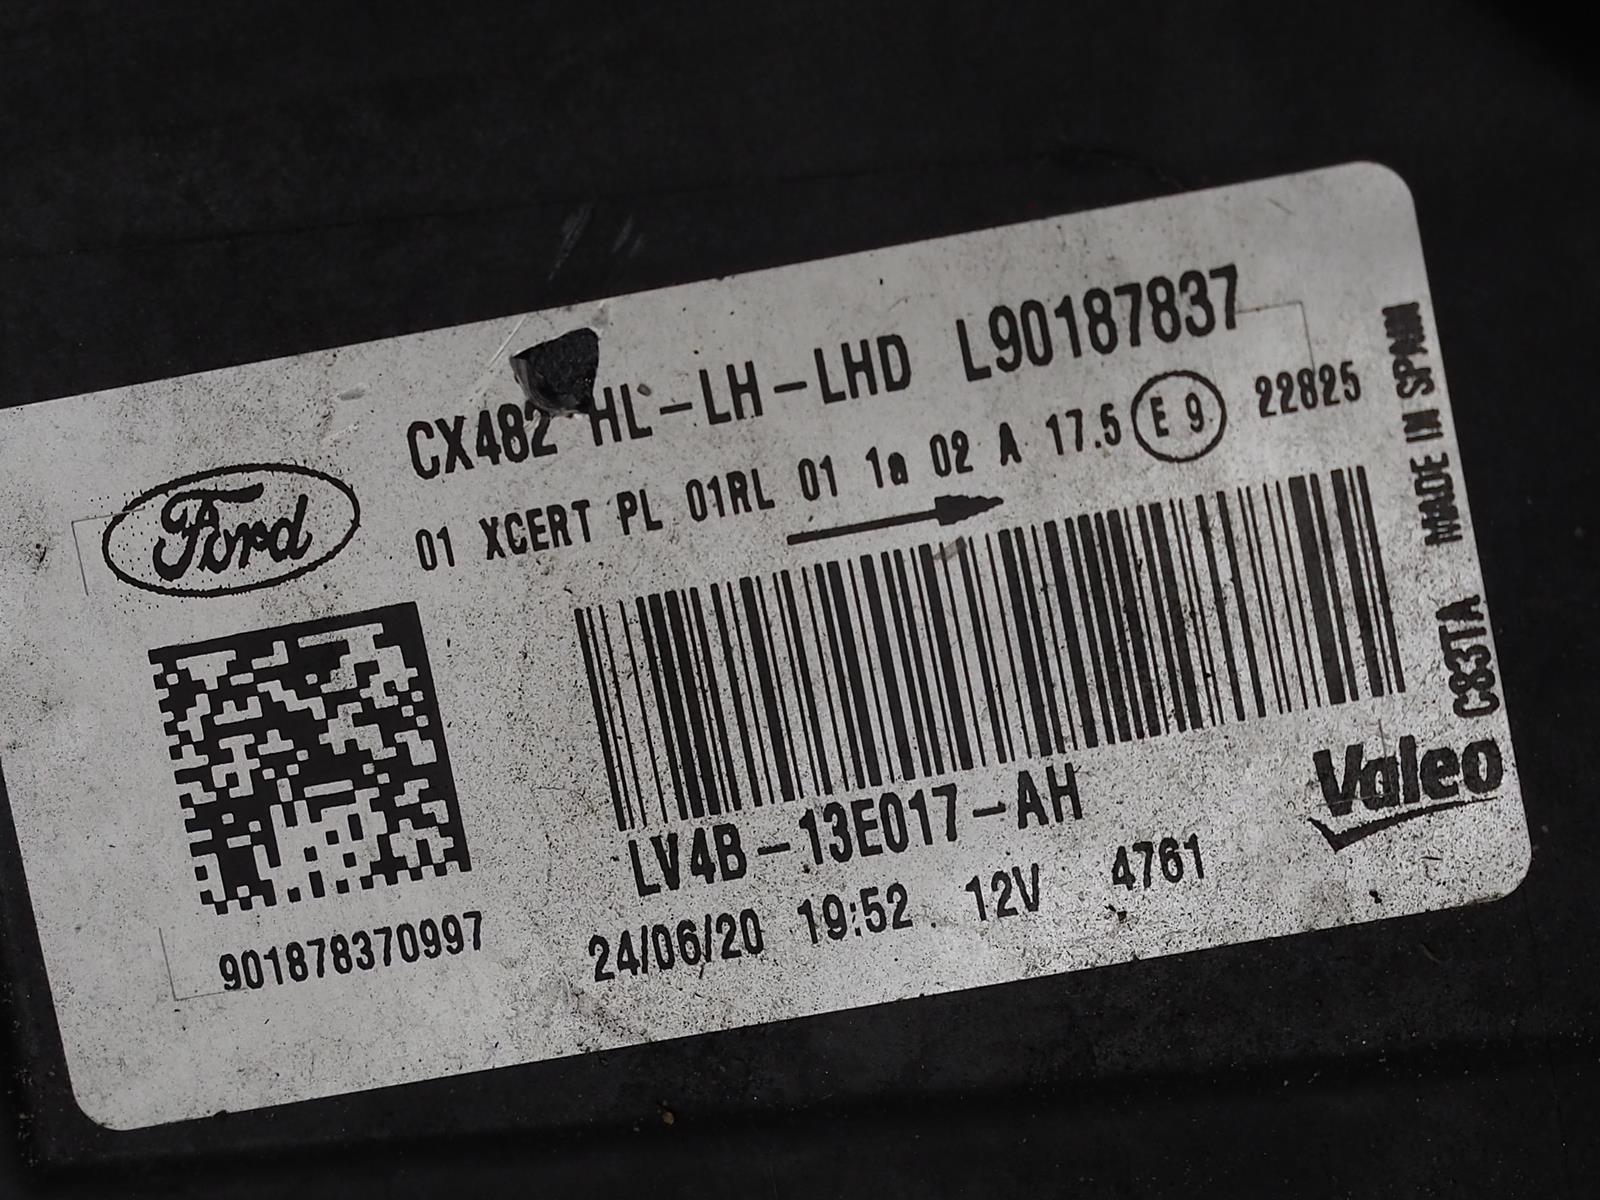 CX482 HL-LH-LHD L90187837
01 XCERT PL 01RL 01 1a 02 A 17.5 E 9 22825
Ford
LV4B-13E017-AH
24/06/20 19:52 12V 4761
901878370997
MADE IN SPAIN
C83TA
Valeo